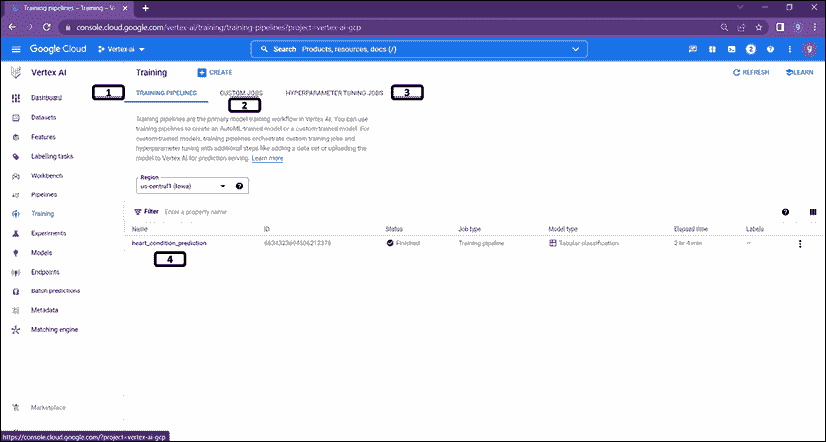 Training pipelines – Training – V
console.cloud.google.com/vertex-ai/training/training-pipelines?project=vertex-ai-gcp
Google Cloud Vertex-ai Search Products, resources, docs (/) 2 g
Vertex AI Training CREATE REFRESH LEARN
1 TRAINING PIPELINES CUSTOM JOBS HYPERPARAMETER TUNING JOBS 3
2
Dashboard
Datasets
Features
Labelling tasks
Workbench
Pipelines
Training
Experiments
Models
Endpoints
Batch predictions
Metadata
Matching engine
Marketplace
Training pipelines are the primary model training workflow in Vertex AI. You can use
training pipelines to create an AutoML-trained model or a custom-trained model. For
custom-trained models, training pipelines orchestrate custom training jobs and
hyperparameter tuning with additional steps like adding a data set or uploading the
model to Vertex AI for prediction serving. Learn more
Region
us-central1 (Iowa)
Filter Enter a property name
Name ID Status Job type Model type Elapsed time Labels
heart_condition_prediction Finished Training pipeline Tabular classification 2 hr 4 min
4
https://console.cloud.google.com/?project=vertex-ai-gcp